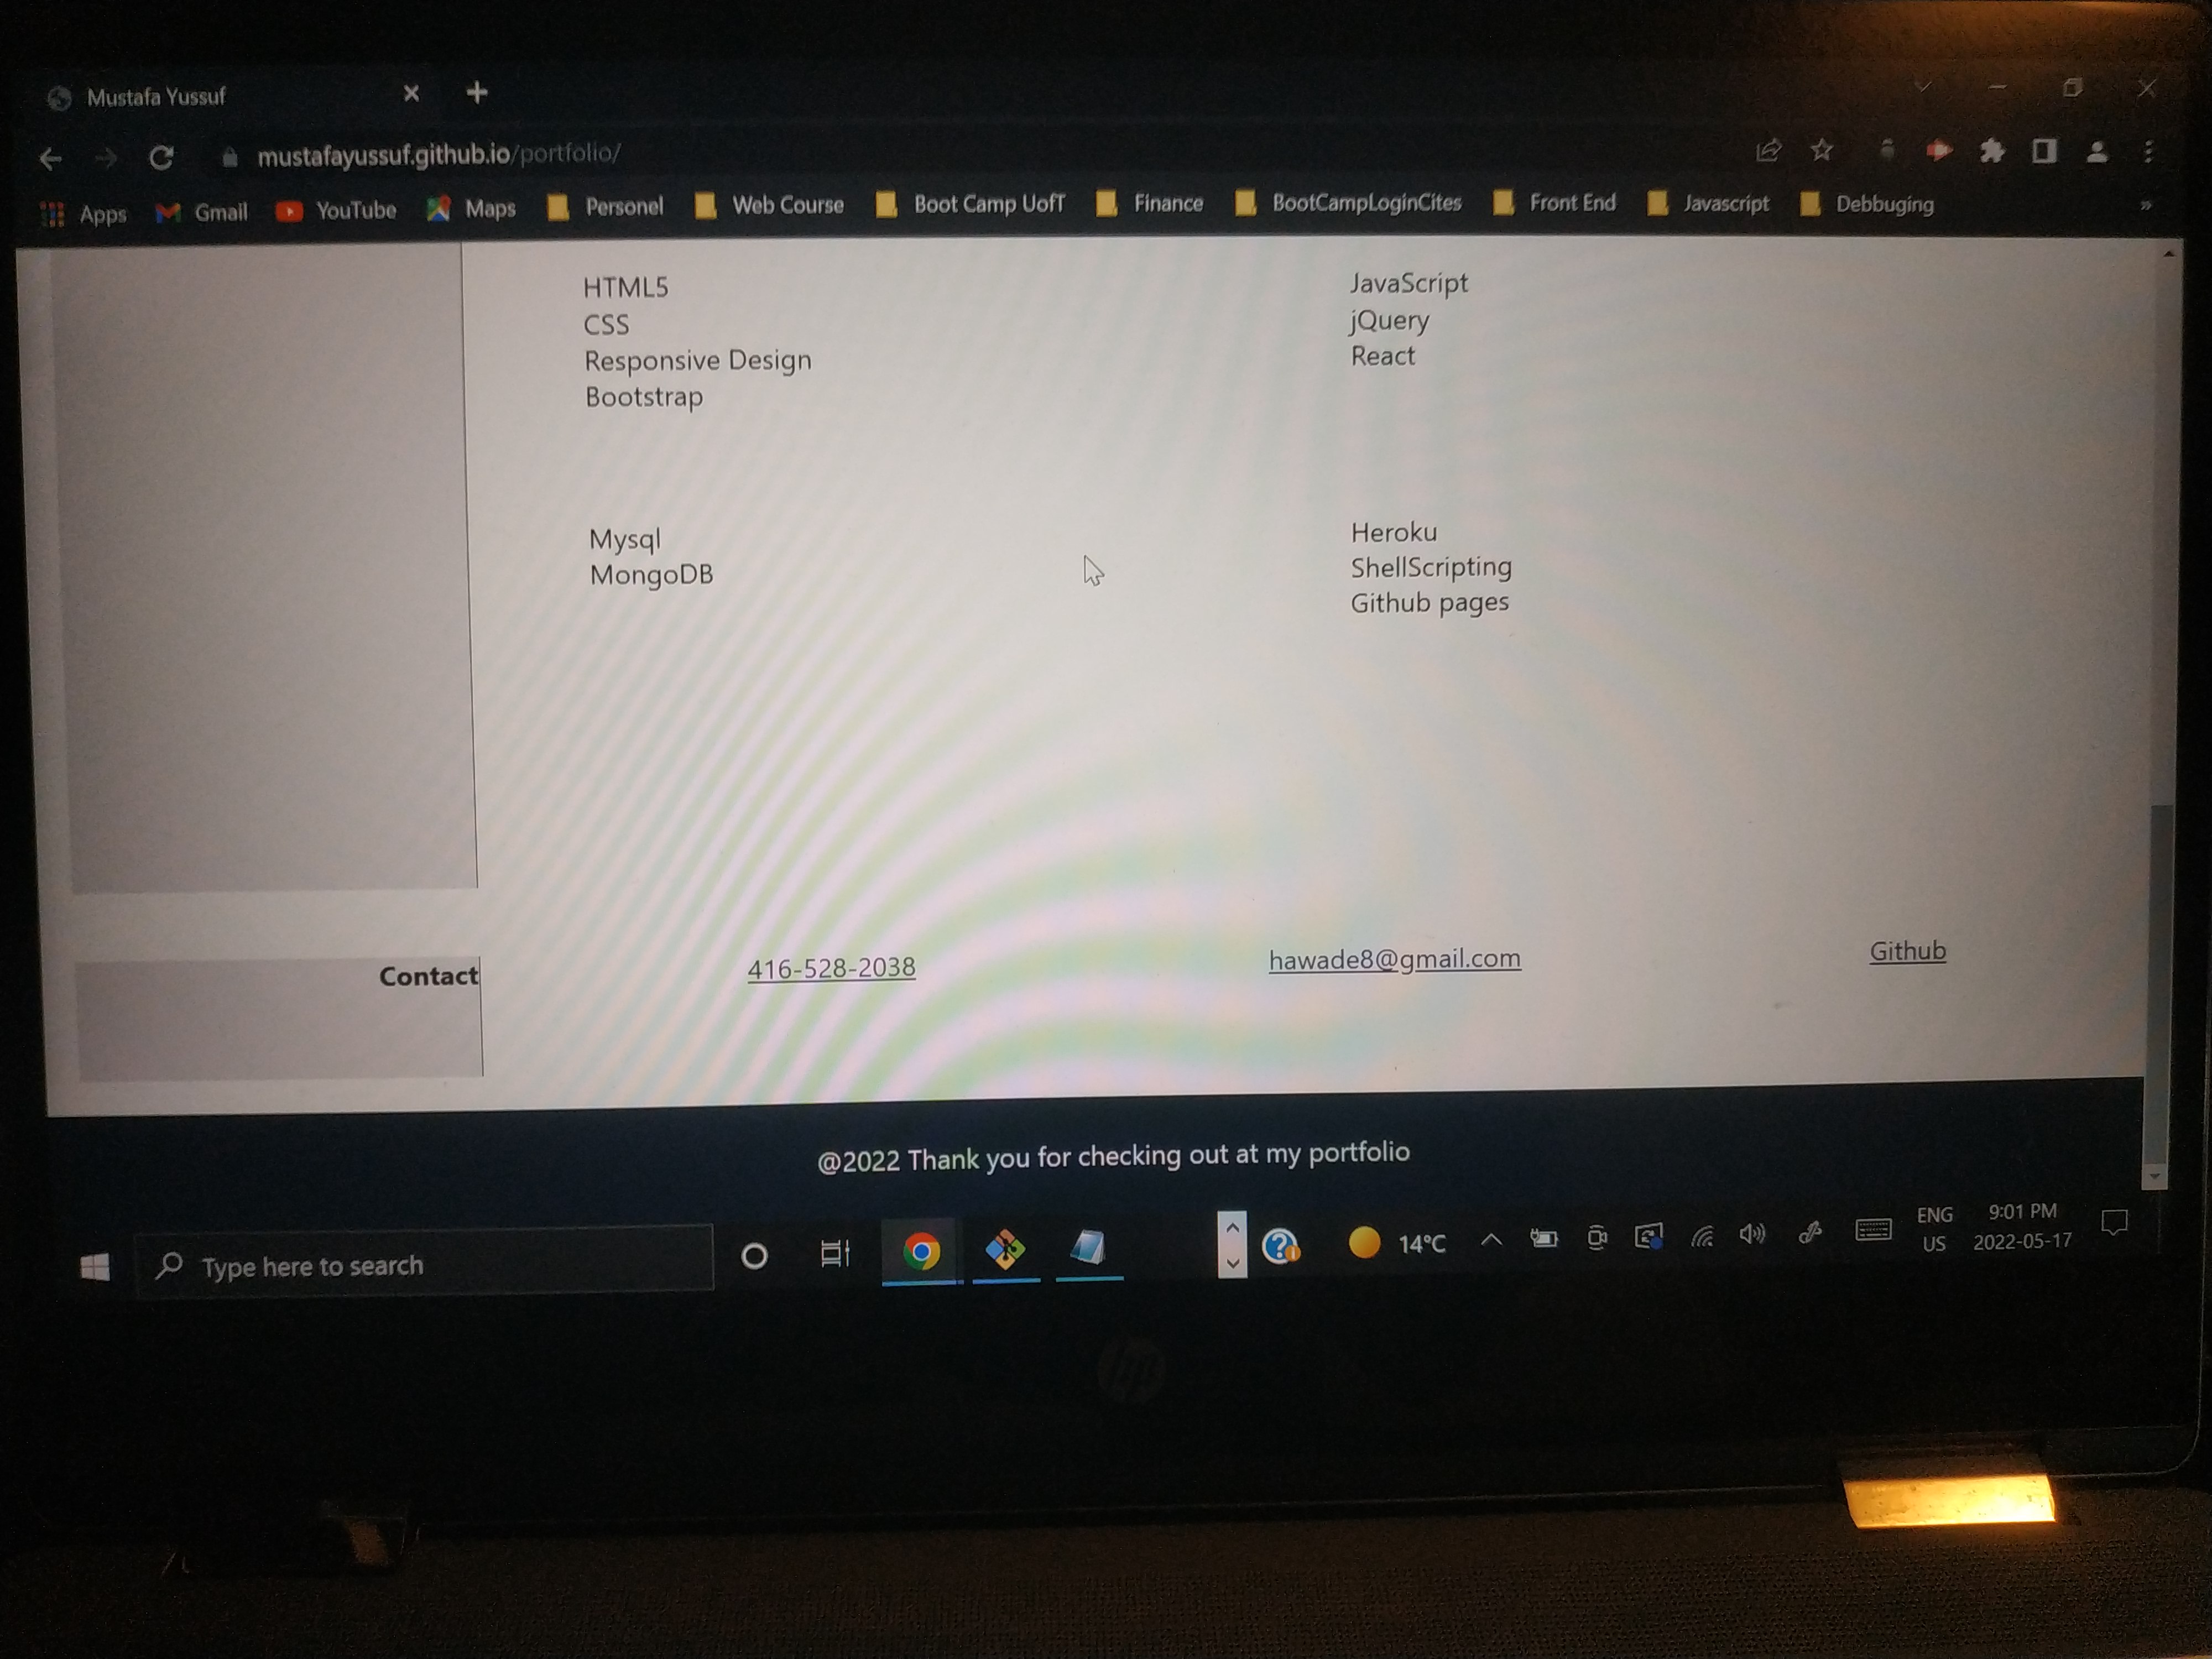 Mustafa Yussuf
mustafayussuf.github.io/portfolio/
Apps Gmail YouTube Maps Personel Web Course Boot Camp UofT Finance BootCampLoginCites Front End Javascript Debbuging »
HTML5
CSS
Responsive Design
Bootstrap
JavaScript
jQuery
React
Mysql
MongoDB
Heroku
ShellScripting
Github pages
Contact 416-528-2038 hawade8@gmail.com Github
@2022 Thank you for checking out at my portfolio
Type here to search
14°C
ENG
US
9:01 PM
2022-05-17
hp